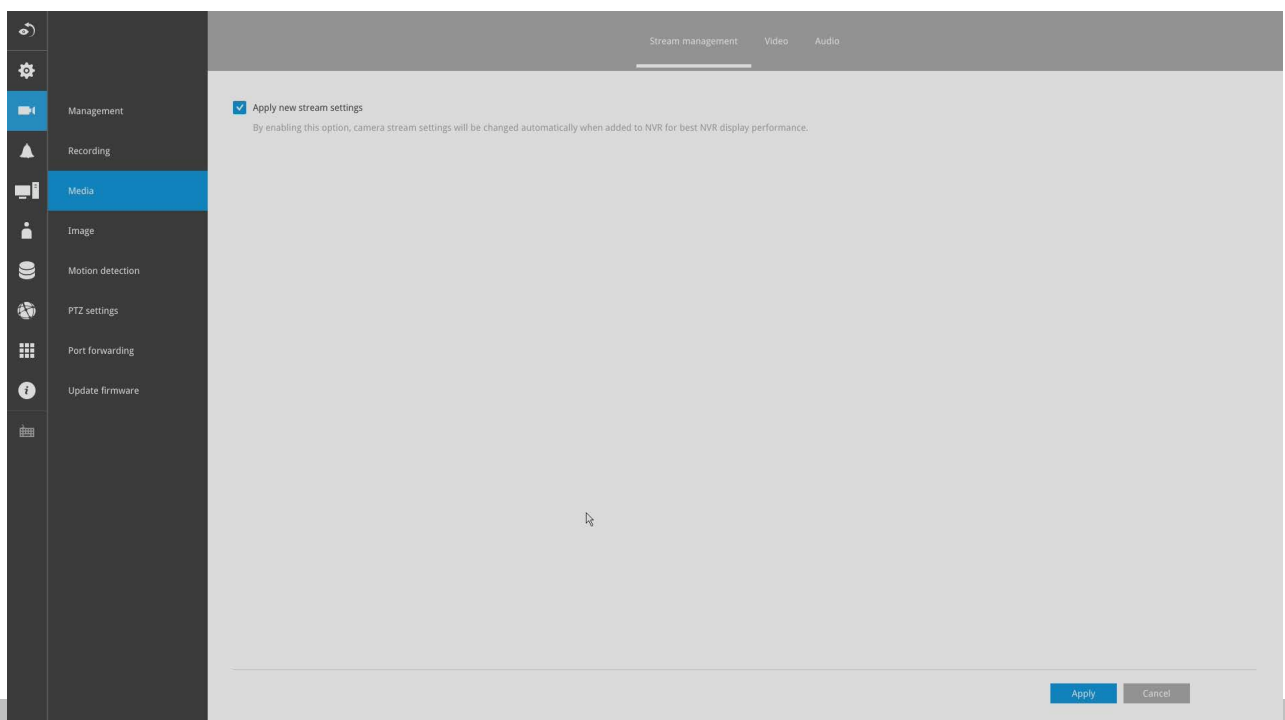 Stream management Video Audio
Management
Recording
Media
Image
Motion detection
PTZ settings
Port forwarding
Update firmware
Apply new stream settings
By enabling this option, camera stream settings will be changed automatically when added to NVR for best NVR display performance.
Apply Cancel